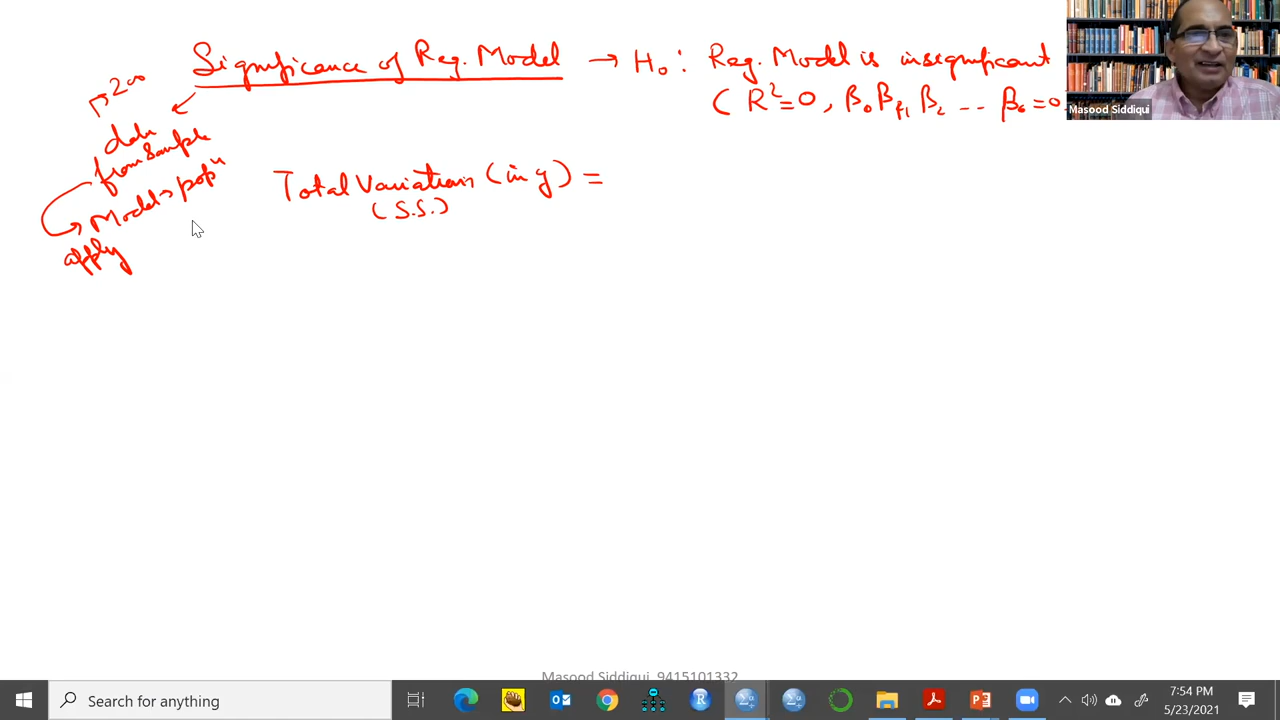 Significance of Reg. Model → H₀: Reg. Model is insignificant
( R²=0, β₀ β₁ β₂ -- β₆ =0
→ 200
data
from sample
Model → popⁿ
apply
Total Variation (in y) =
(S.S.)
Masood Siddiqui
Masood Siddiqui 9415101332
Search for anything
7:54 PM
5/23/2021